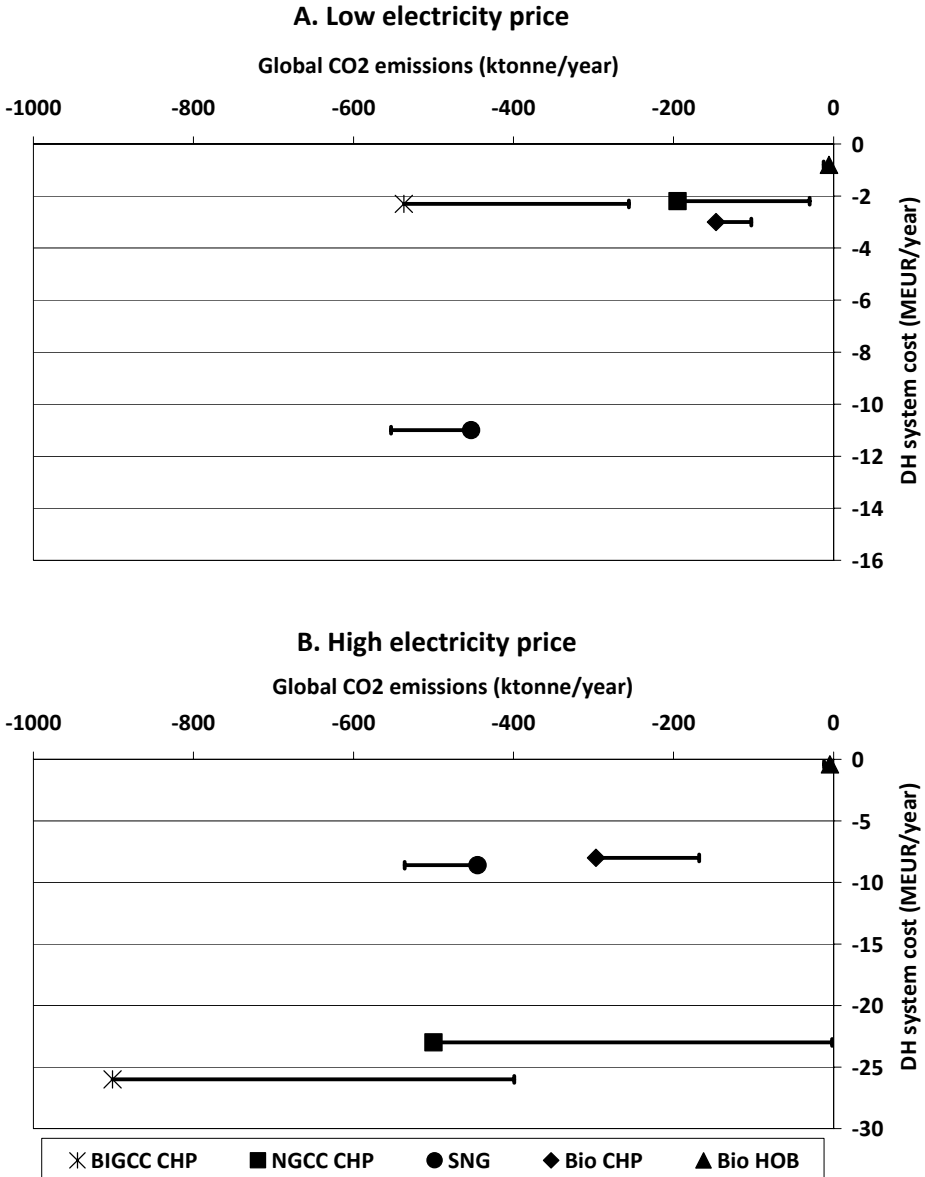 A. Low electricity price
Global CO2 emissions (ktonne/year)
-1000 -800 -600 -400 -200 0
0
-2
-4
-6
-8
-10
-12
-14
-16
DH system cost (MEUR/year)
B. High electricity price
Global CO2 emissions (ktonne/year)
-1000 -800 -600 -400 -200 0
0
-5
-10
-15
-20
-25
-30
DH system cost (MEUR/year)
BIGCC CHP NGCC CHP SNG Bio CHP Bio HOB